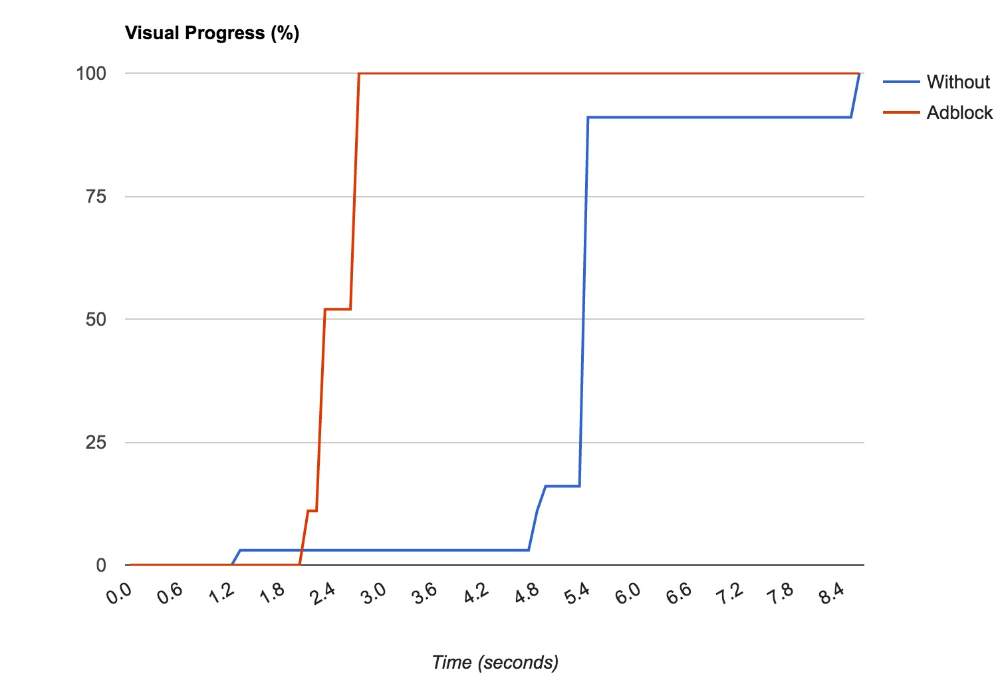 Visual Progress (%)
100
75
50
25
0
0.0 0.6 1.2 1.8 2.4 3.0 3.6 4.2 4.8 5.4 6.0 6.6 7.2 7.8 8.4
Time (seconds)
Without
Adblock